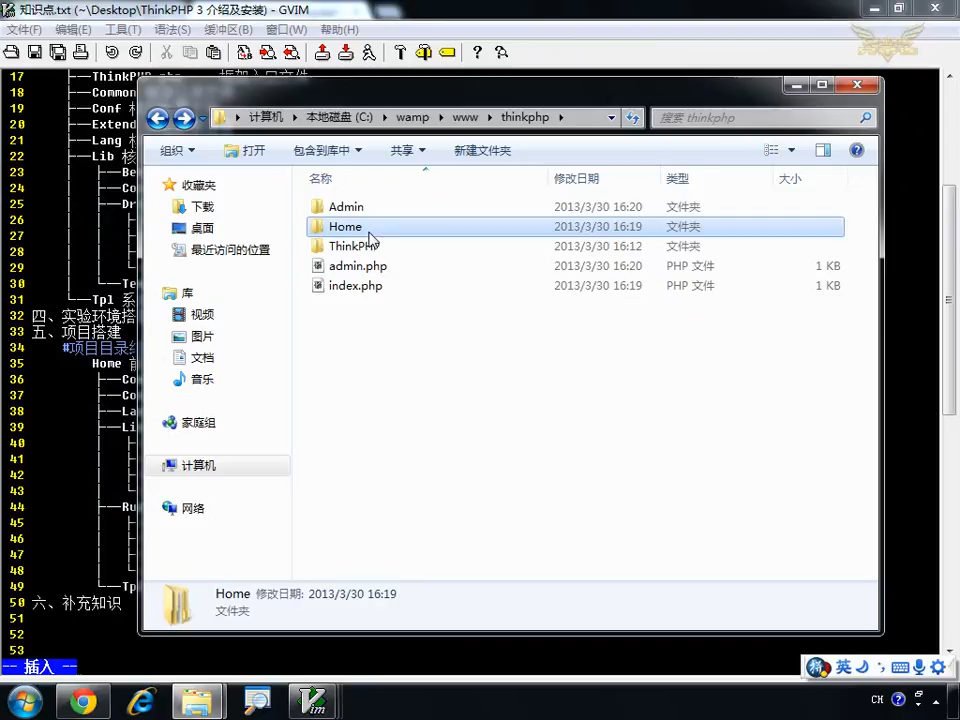 知识点.txt (~\Desktop\ThinkPHP 3 介绍及安装) - GVIM
文件(F) 编辑(E) 工具(T) 语法(S) 缓冲区(B) 窗口(W) 帮助(H)
17 ├──ThinkPHP.php 框架入口文件
18 ├──Common
19 ├──Conf
20 ├──Extend
21 ├──Lang
22 ├──Lib 核
23 ├──Be
24 ├──Co
25 ├──Dr
26
27
28
29
30 └──Te
31 └──Tpl 系
32 四、实验环境搭
33 五、项目搭建
34 #项目目录结
35 Home 前
36 ├──Co
37 ├──Co
38 ├──La
39 ├──Li
40
41
42
43
44 ├──Ru
45
46
47
48
49 └──Tp
50 六、补充知识
51
52
53
-- 插入 --
计算机 本地磁盘 (C:) wamp www thinkphp
搜索 thinkphp
组织 打开 包含到库中 共享 新建文件夹
收藏夹
下载
桌面
最近访问的位置
库
视频
图片
文档
音乐
家庭组
计算机
网络
名称 修改日期 类型 大小
Admin 2013/3/30 16:20 文件夹
Home 2013/3/30 16:19 文件夹
ThinkPHP 2013/3/30 16:12 文件夹
admin.php 2013/3/30 16:20 PHP 文件 1 KB
index.php 2013/3/30 16:19 PHP 文件 1 KB
Home 修改日期: 2013/3/30 16:19
文件夹
英
CH